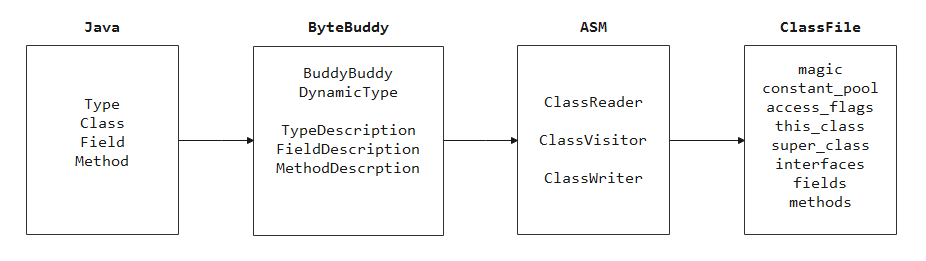 Java
Type
Class
Field
Method
ByteBuddy
BuddyBuddy
DynamicType
TypeDescription
FieldDescription
MethodDescrption
ASM
ClassReader
ClassVisitor
ClassWriter
ClassFile
magic
constant_pool
access_flags
this_class
super_class
interfaces
fields
methods